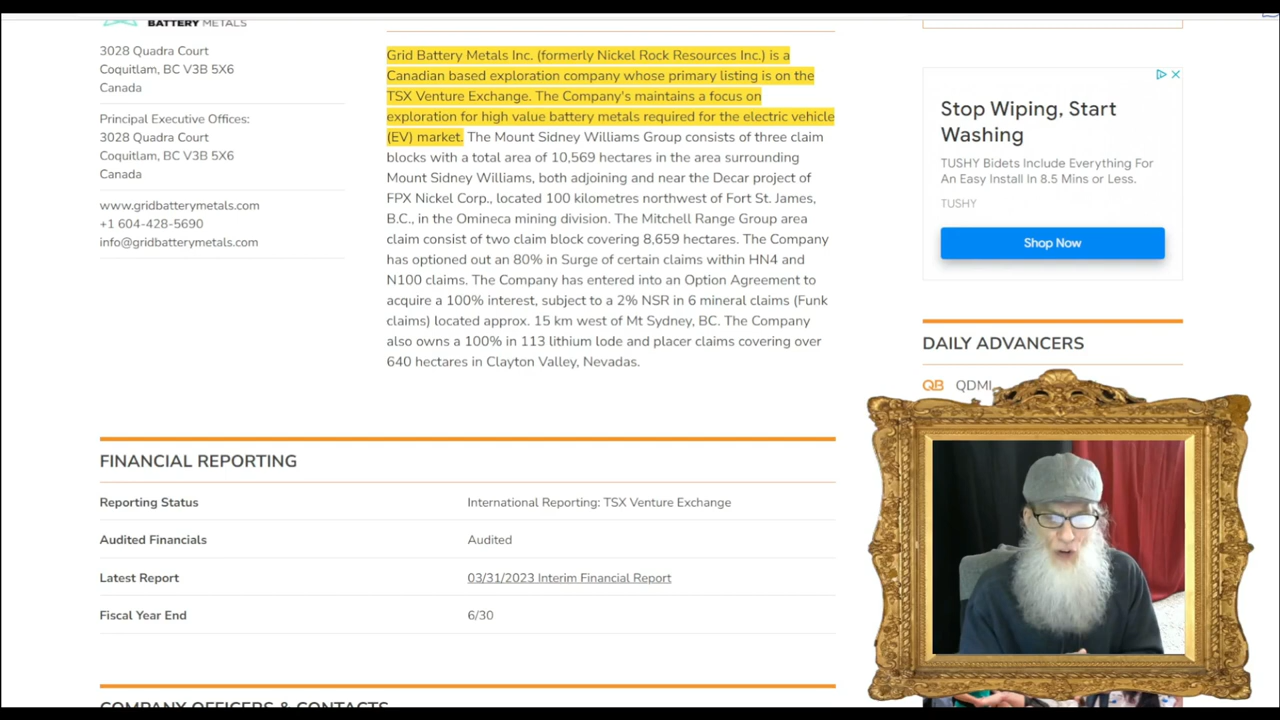 BATTERY METALS
3028 Quadra Court
Coquitlam, BC V3B 5X6
Canada
Principal Executive Offices:
3028 Quadra Court
Coquitlam, BC V3B 5X6
Canada
www.gridbatterymetals.com
+1 604-428-5690
info@gridbatterymetals.com
Grid Battery Metals Inc. (formerly Nickel Rock Resources Inc.) is a
Canadian based exploration company whose primary listing is on the
TSX Venture Exchange. The Company's maintains a focus on
exploration for high value battery metals required for the electric vehicle
(EV) market. The Mount Sidney Williams Group consists of three claim
blocks with a total area of 10,569 hectares in the area surrounding
Mount Sidney Williams, both adjoining and near the Decar project of
FPX Nickel Corp., located 100 kilometres northwest of Fort St. James,
B.C., in the Omineca mining division. The Mitchell Range Group area
claim consist of two claim block covering 8,659 hectares. The Company
has optioned out an 80% in Surge of certain claims within HN4 and
N100 claims. The Company has entered into an Option Agreement to
acquire a 100% interest, subject to a 2% NSR in 6 mineral claims (Funk
claims) located approx. 15 km west of Mt Sydney, BC. The Company
also owns a 100% in 113 lithium lode and placer claims covering over
640 hectares in Clayton Valley, Nevadas.
Stop Wiping, Start
Washing
TUSHY Bidets Include Everything For
An Easy Install In 8.5 Mins or Less.
TUSHY
Shop Now
DAILY ADVANCERS
QB QDMI
FINANCIAL REPORTING
Reporting Status International Reporting: TSX Venture Exchange
Audited Financials Audited
Latest Report 03/31/2023 Interim Financial Report
Fiscal Year End 6/30
COMPANY OFFICERS & CONTACTS